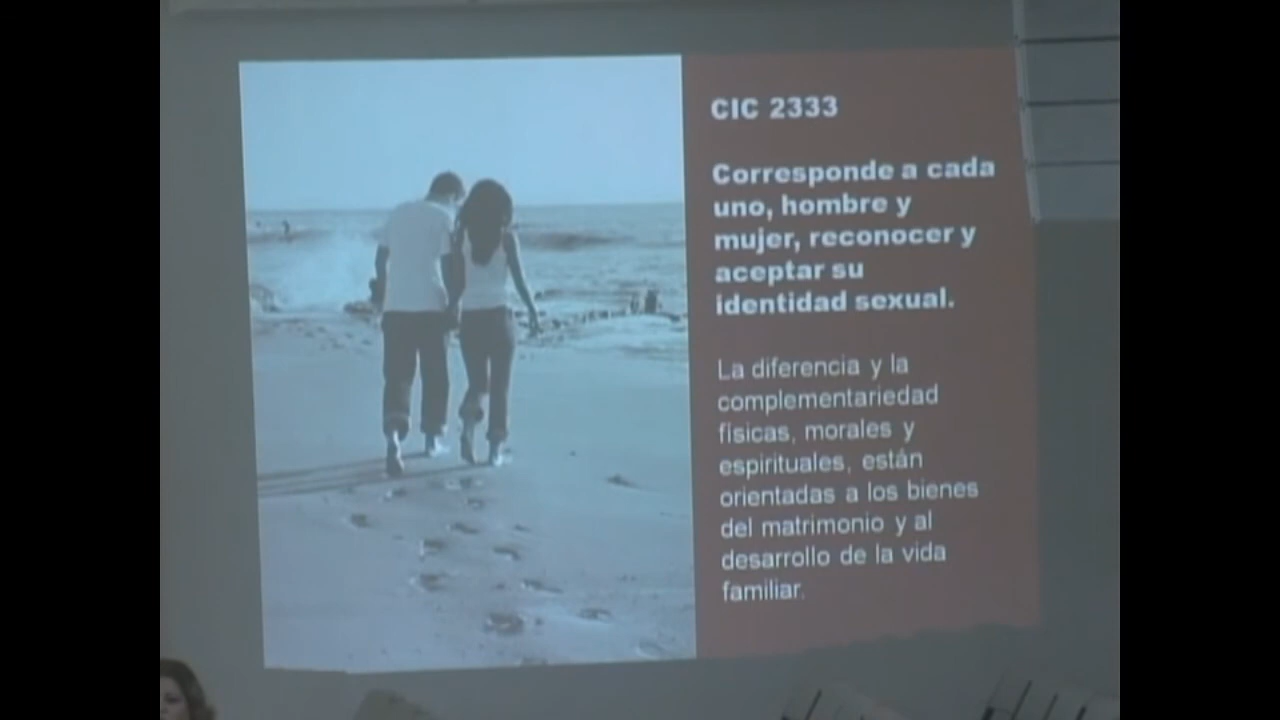 CIC 2333
Corresponde a cada
uno, hombre y
mujer, reconocer y
aceptar su
identidad sexual.
La diferencia y la
complementariedad
físicas, morales y
espirituales, están
orientadas a los bienes
del matrimonio y al
desarrollo de la vida
familiar.